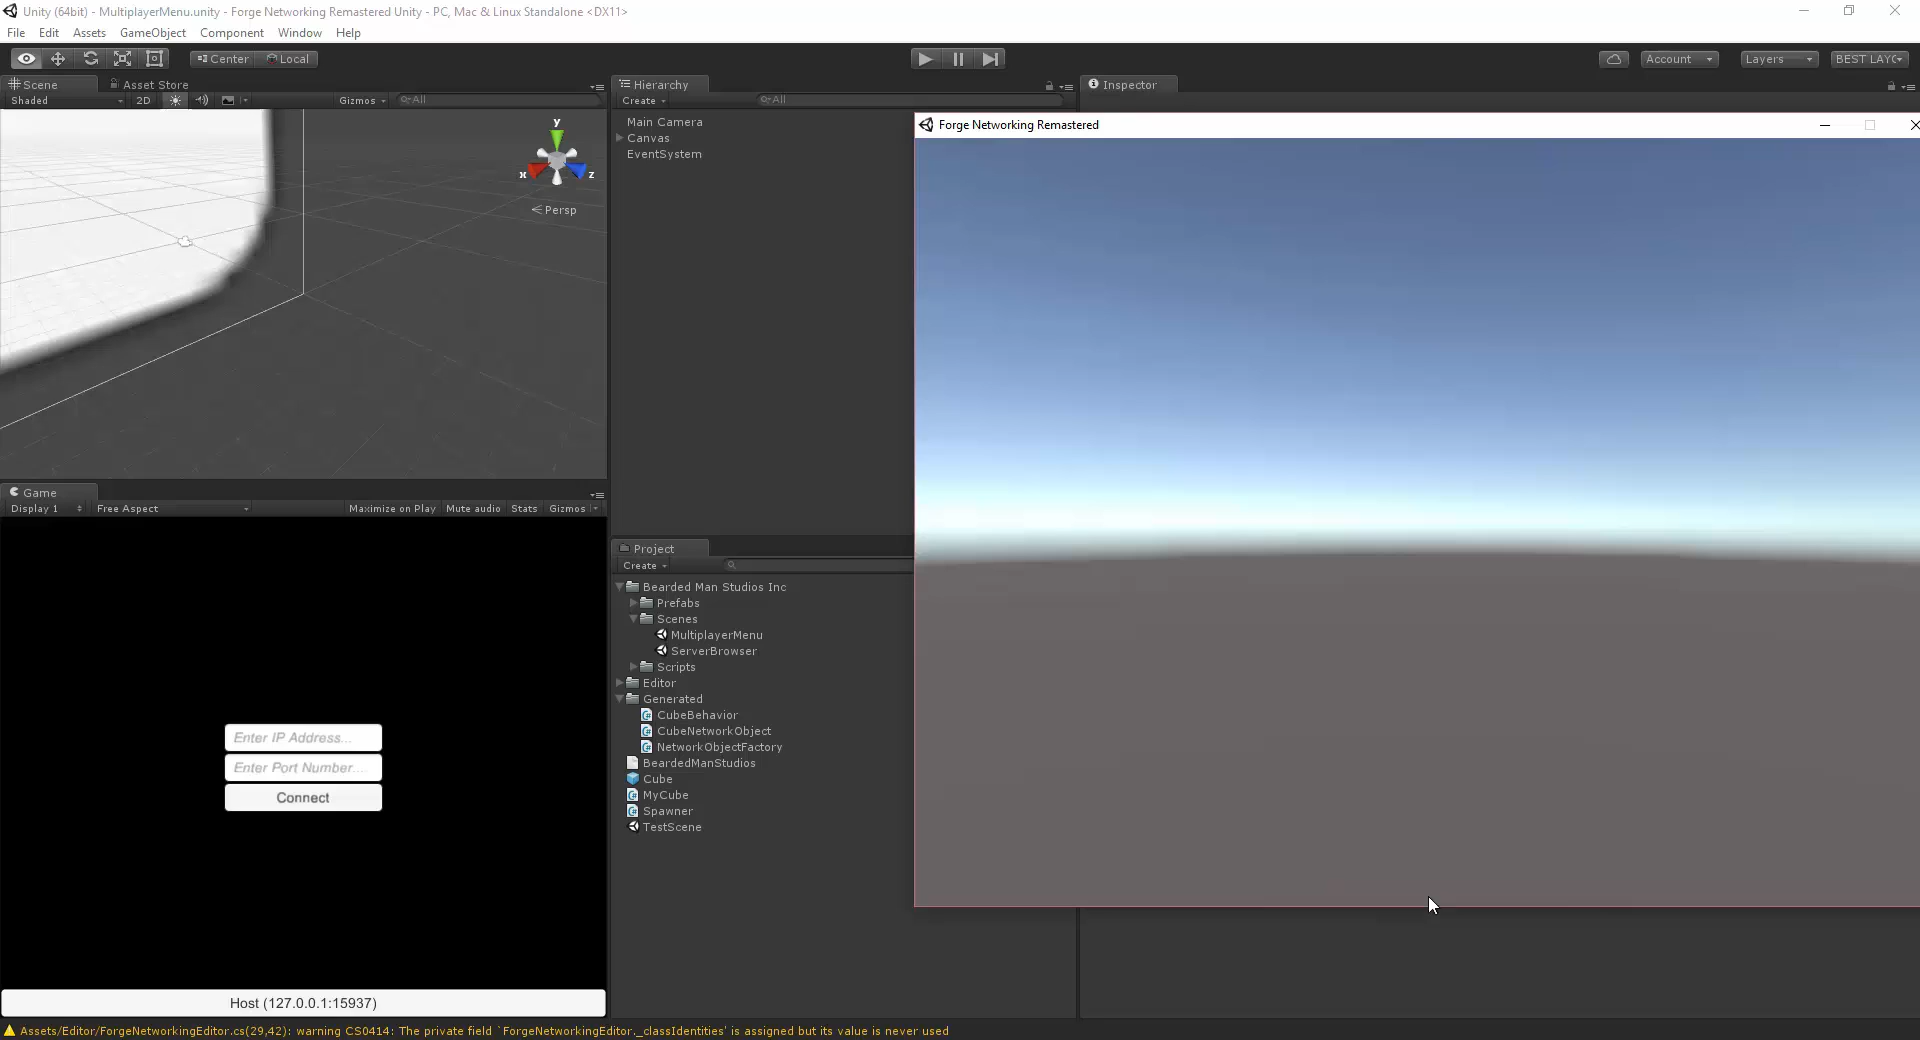 Unity (64bit) - MultiplayerMenu.unity - Forge Networking Remastered Unity - PC, Mac & Linux Standalone <DX11>
File Edit Assets GameObject Component Window Help
Center Local
Account Layers
Scene Asset Store
Shaded 2D Gizmos All
y
x z
Persp
Hierarchy
Create All
Main Camera
Canvas
EventSystem
Inspector
Forge Networking Remastered
Game
Display 1 Free Aspect Maximize on Play Mute audio Stats Gizmos
Enter IP Address...
Enter Port Number...
Connect
Host (127.0.0.1:15937)
Project
Create
Bearded Man Studios Inc
Prefabs
Scenes
MultiplayerMenu
ServerBrowser
Scripts
Editor
Generated
CubeBehavior
CubeNetworkObject
NetworkObjectFactory
BeardedManStudios
Cube
MyCube
Spawner
TestScene
Assets/Editor/ForgeNetworkingEditor.cs(29,42): warning CS0414: The private field `ForgeNetworkingEditor._classIdentities' is assigned but its value is never used